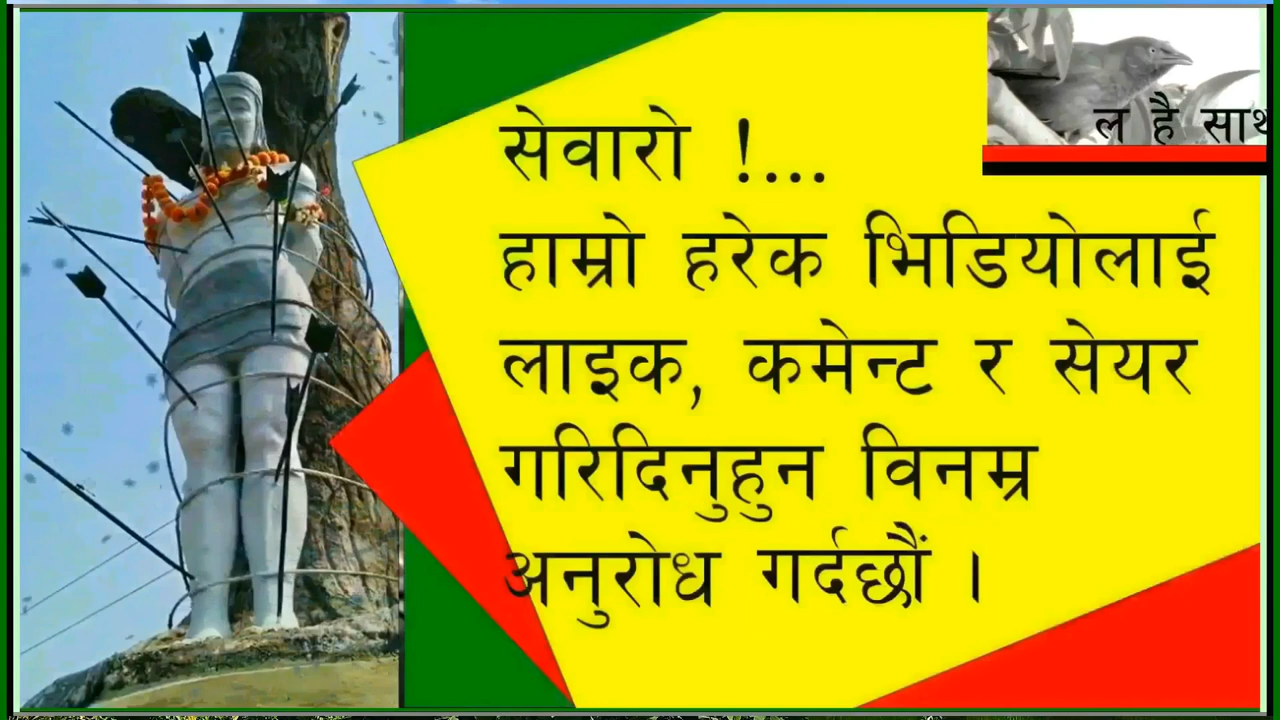 ल है
सेवारो !...
हाम्रो हरेक भिडियोलाई
लाइक, कमेन्ट र सेयर
गरिदिनुहुन विनम्र
अनुरोध गर्दछौं ।